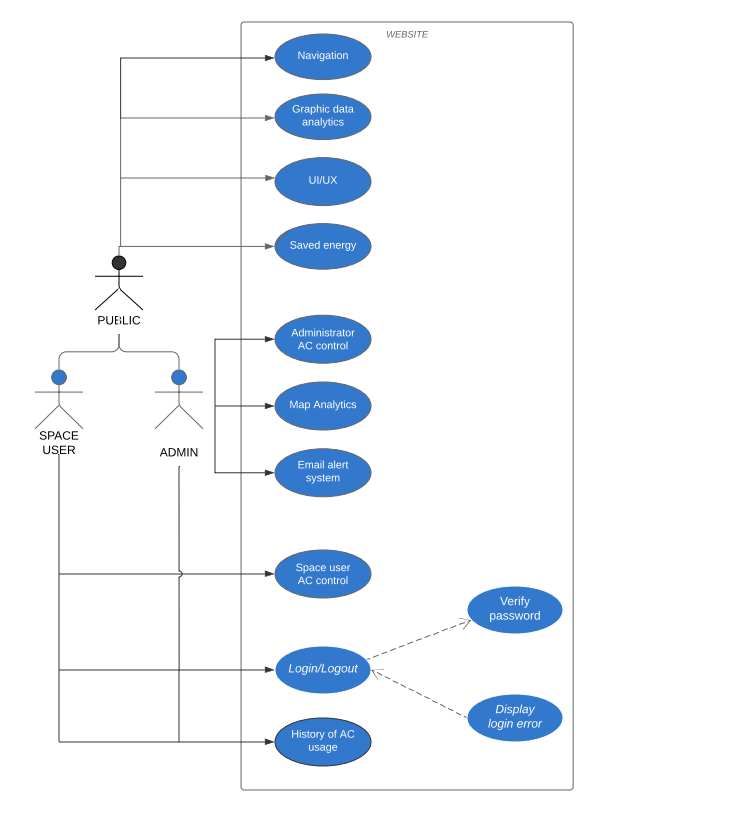 WEBSITE
Navigation
Graphic data
analytics
UI/UX
Saved energy
PUBLIC
Administrator
AC control
Map Analytics
SPACE
USER
ADMIN
Email alert
system
Space user
AC control
Verify
password
Login/Logout
Display
login error
History of AC
usage